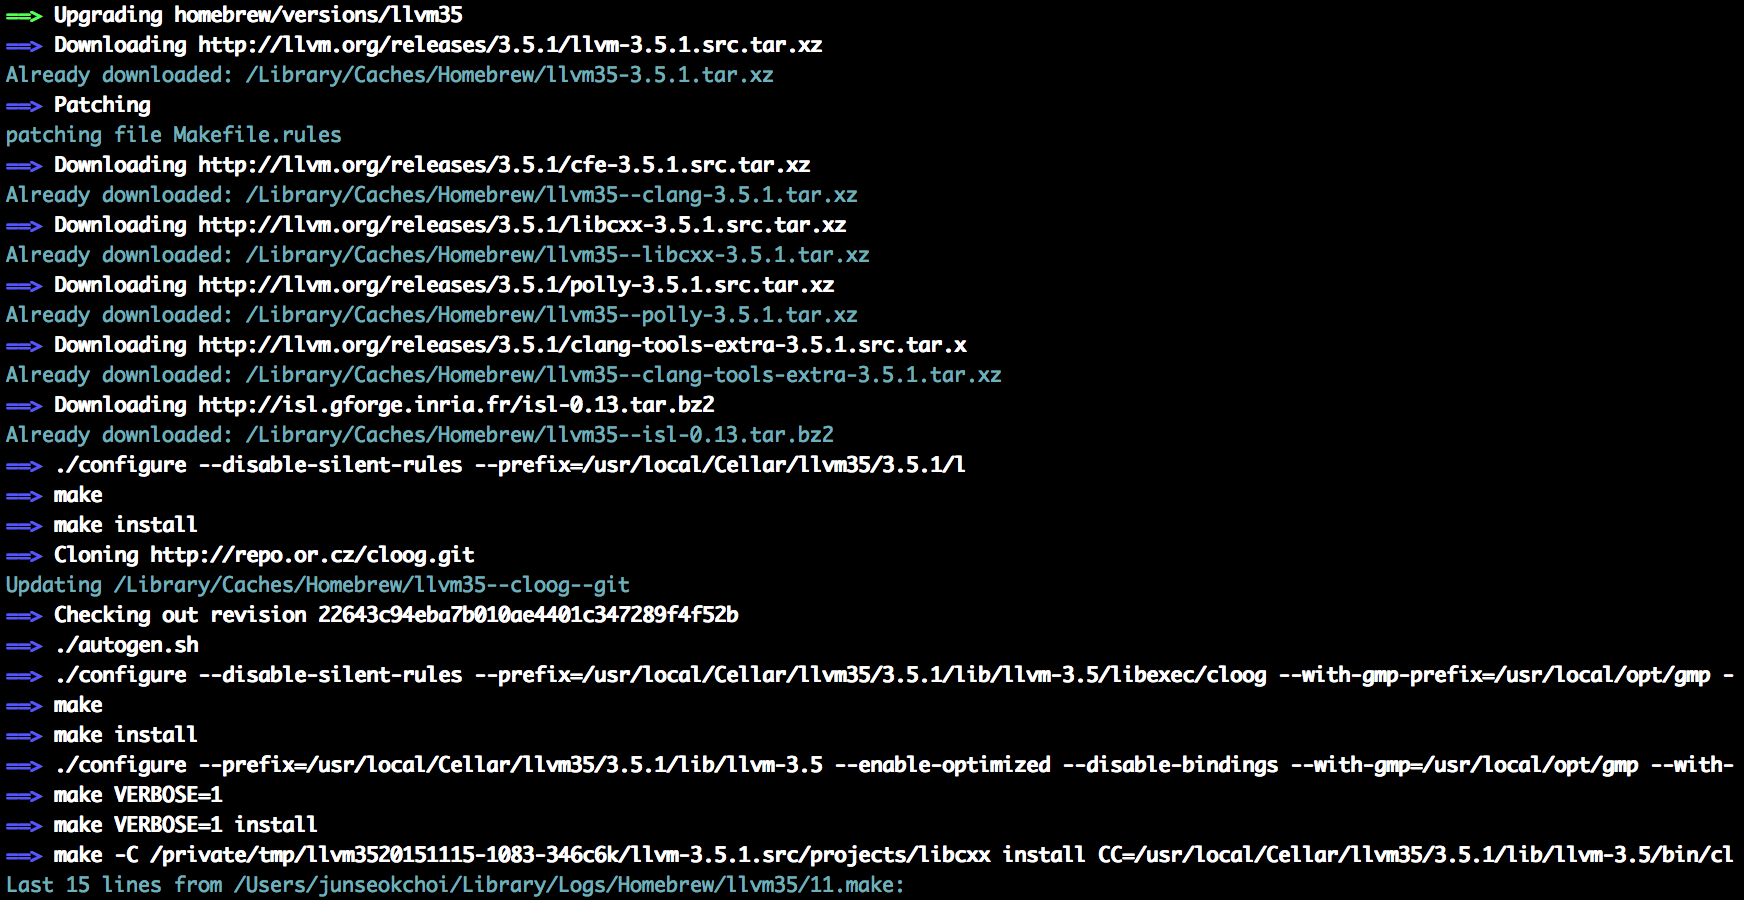 ==> Upgrading homebrew/versions/llvm35
==> Downloading http://llvm.org/releases/3.5.1/llvm-3.5.1.src.tar.xz
Already downloaded: /Library/Caches/Homebrew/llvm35-3.5.1.tar.xz
==> Patching
patching file Makefile.rules
==> Downloading http://llvm.org/releases/3.5.1/cfe-3.5.1.src.tar.xz
Already downloaded: /Library/Caches/Homebrew/llvm35--clang-3.5.1.tar.xz
==> Downloading http://llvm.org/releases/3.5.1/libcxx-3.5.1.src.tar.xz
Already downloaded: /Library/Caches/Homebrew/llvm35--libcxx-3.5.1.tar.xz
==> Downloading http://llvm.org/releases/3.5.1/polly-3.5.1.src.tar.xz
Already downloaded: /Library/Caches/Homebrew/llvm35--polly-3.5.1.tar.xz
==> Downloading http://llvm.org/releases/3.5.1/clang-tools-extra-3.5.1.src.tar.x
Already downloaded: /Library/Caches/Homebrew/llvm35--clang-tools-extra-3.5.1.tar.xz
==> Downloading http://isl.gforge.inria.fr/isl-0.13.tar.bz2
Already downloaded: /Library/Caches/Homebrew/llvm35--isl-0.13.tar.bz2
==> ./configure --disable-silent-rules --prefix=/usr/local/Cellar/llvm35/3.5.1/l
==> make
==> make install
==> Cloning http://repo.or.cz/cloog.git
Updating /Library/Caches/Homebrew/llvm35--cloog--git
==> Checking out revision 22643c94eba7b010ae4401c347289f4f52b
==> ./autogen.sh
==> ./configure --disable-silent-rules --prefix=/usr/local/Cellar/llvm35/3.5.1/lib/llvm-3.5/libexec/cloog --with-gmp-prefix=/usr/local/opt/gmp -
==> make
==> make install
==> ./configure --prefix=/usr/local/Cellar/llvm35/3.5.1/lib/llvm-3.5 --enable-optimized --disable-bindings --with-gmp=/usr/local/opt/gmp --with-
==> make VERBOSE=1
==> make VERBOSE=1 install
==> make -C /private/tmp/llvm3520151115-1083-346c6k/llvm-3.5.1.src/projects/libcxx install CC=/usr/local/Cellar/llvm35/3.5.1/lib/llvm-3.5/bin/cl
Last 15 lines from /Users/junseokchoi/Library/Logs/Homebrew/llvm35/11.make: